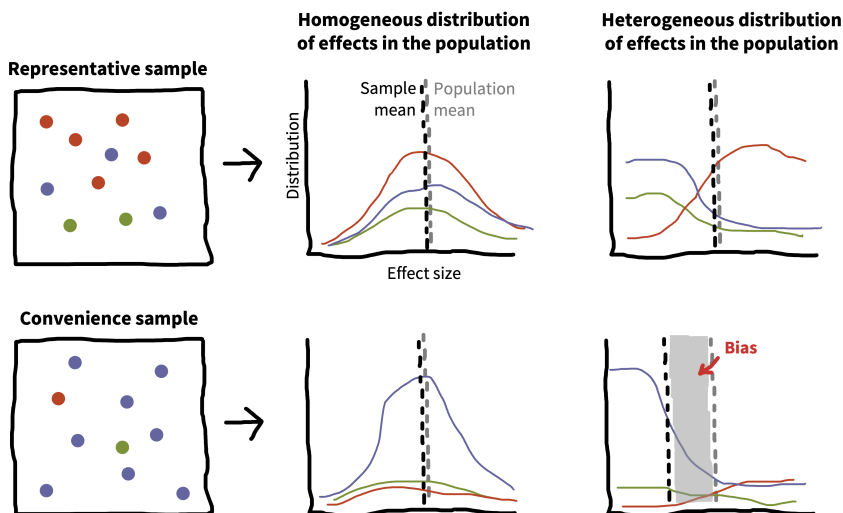 Homogeneous distribution
of effects in the population
Heterogeneous distribution
of effects in the population
Representative sample
Sample
mean
Population
mean
Distribution
Effect size
Convenience sample
Bias